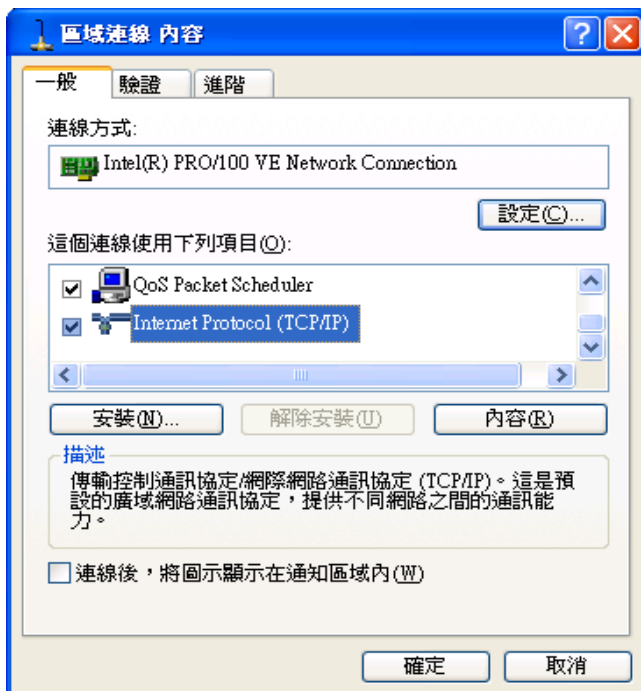 區域連線 內容
一般 驗證 進階
連線方式:
Intel(R) PRO/100 VE Network Connection
設定(C)...
這個連線使用下列項目(O):
QoS Packet Scheduler
Internet Protocol (TCP/IP)
安裝(N)... 解除安裝(U) 內容(R)
描述
傳輸控制通訊協定/網際網路通訊協定 (TCP/IP)。這是預
設的廣域網路通訊協定，提供不同網路之間的通訊能
力。
連線後，將圖示顯示在通知區域內(W)
確定 取消